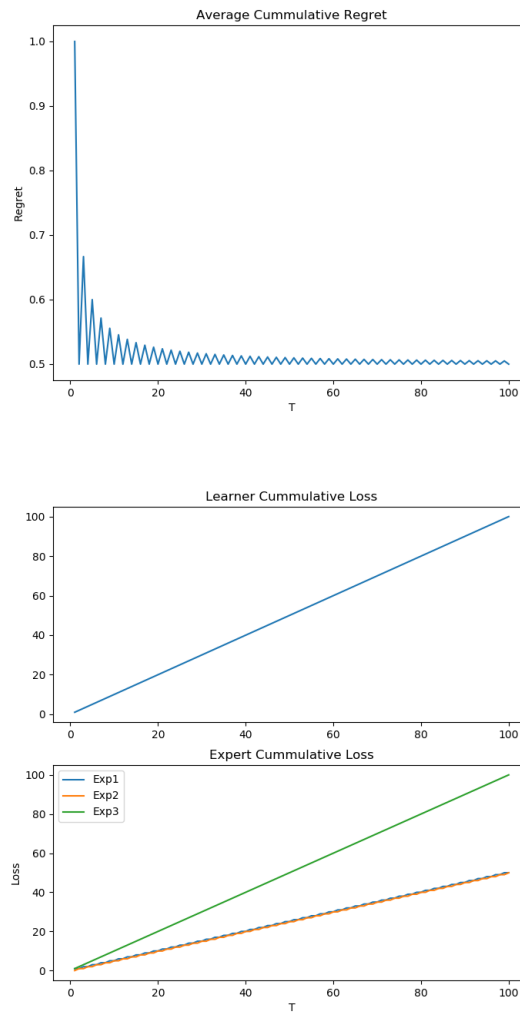 Average Cummulative Regret
1.0
0.9
0.8
0.7
0.6
0.5
Regret
0 20 40 60 80 100
T
Learner Cummulative Loss
100
80
60
40
20
0
0 20 40 60 80 100
Expert Cummulative Loss
Exp1
Exp2
Exp3
100
80
60
40
20
0
Loss
0 20 40 60 80 100
T